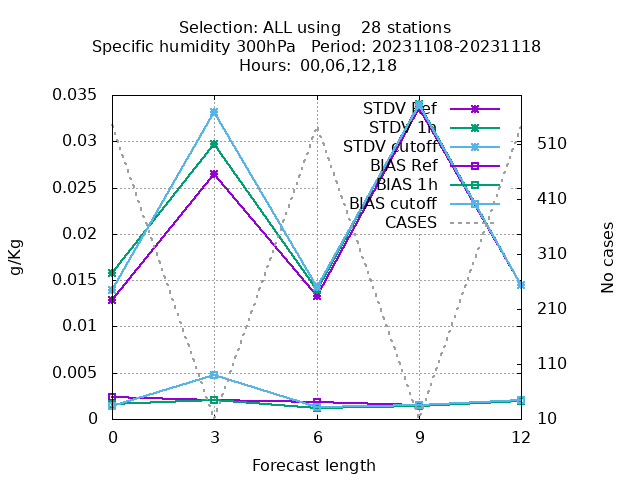 Selection: ALL using    28 stations
Specific humidity 300hPa   Period: 20231108-20231118
Hours:  00,06,12,18
0.035
0.03
0.025
0.02
0.015
0.01
0.005
0
g/Kg
STDV Ref
STDV 1h
STDV cutoff
BIAS Ref
BIAS 1h
BIAS cutoff
CASES
510
410
310
210
110
10
No cases
0 3 6 9 12
Forecast length